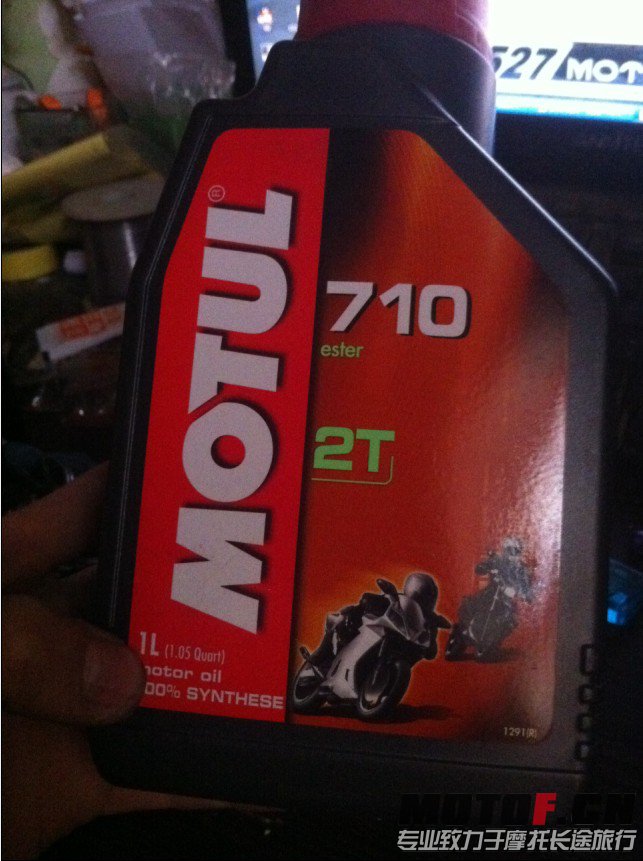 527 MOT
MOTUL®
710
ester
2T
1L (1.05 Quart)
motor oil
100% SYNTHESE
1291(R)
MOTOF.CN
专业致力于摩托长途旅行